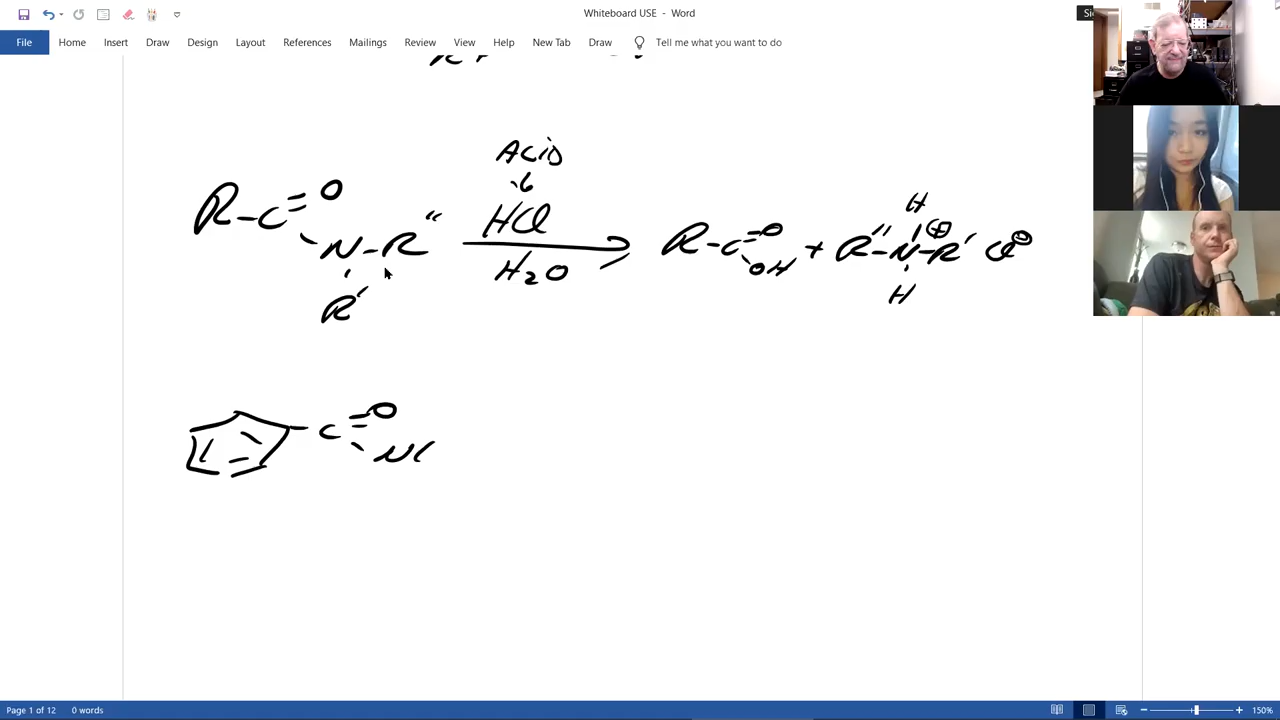 Whiteboard USE - Word
File Home Insert Draw Design Layout References Mailings Review View Help New Tab Draw Tell me what you want to do
Acid
R-C=O N-R" R' HCl H2O R-C=O OH + R"-N-R' H H ⊕ Cl⊖
C=O
N
Page 1 of 12 0 words 150%